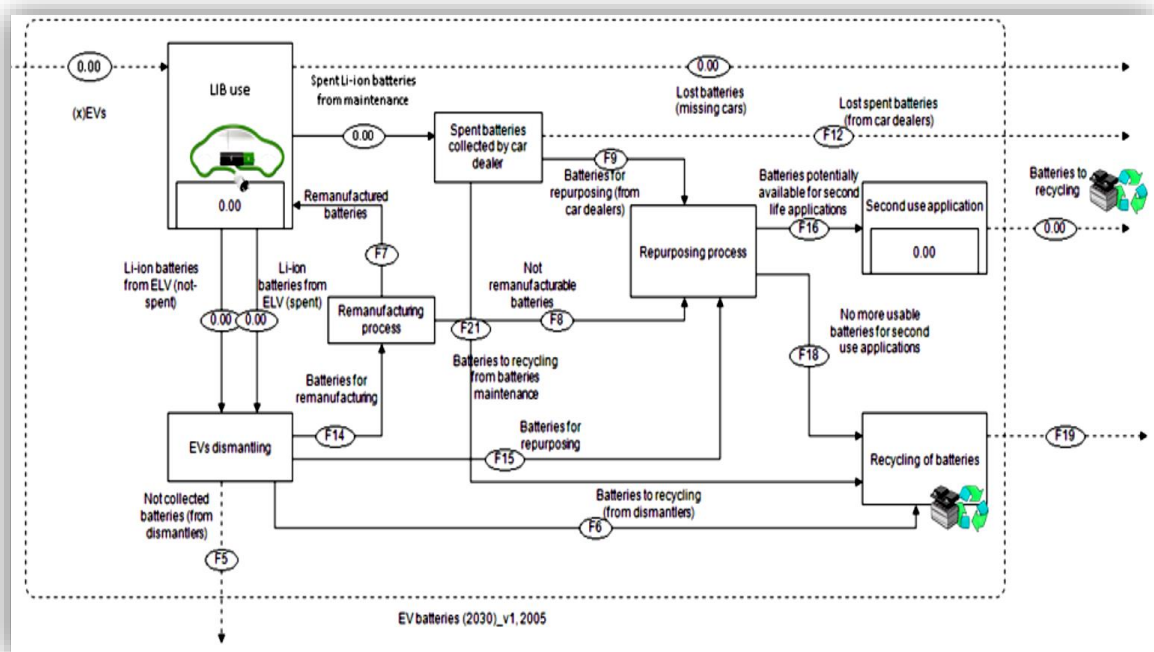 0.00
(x)EVs
LIB use
0.00
Spent Li-ion batteries
from maintenance
0.00
0.00
Lost batteries
(missing cars)
Lost spent batteries
(from car dealers)
F12
Spent batteries
collected by car
dealer
F9
Batteries for
repurposing (from
car dealers)
Batteries potentially
available for second
life applications
F16
Second use application
0.00
Batteries to
recycling
0.00
Remanufactured
batteries
F7
Repurposing process
Li-ion batteries
from ELV (not-
spent)
Li-ion
batteries from
ELV (spent)
0.00
0.00
Remanufacturing
process
Not
remanufacturable
batteries
F8
F21
No more usable
batteries for second
use applications
F18
Batteries to recycling
from batteries
maintenance
Batteries for
remanufacturing
F14
EVs dismantling
Batteries for
repurposing
F15
Recycling of batteries
F19
Not collected
batteries (from
dismantlers)
F5
Batteries to recycling
(from dismantlers)
F6
EV batteries (2030)_v1, 2005